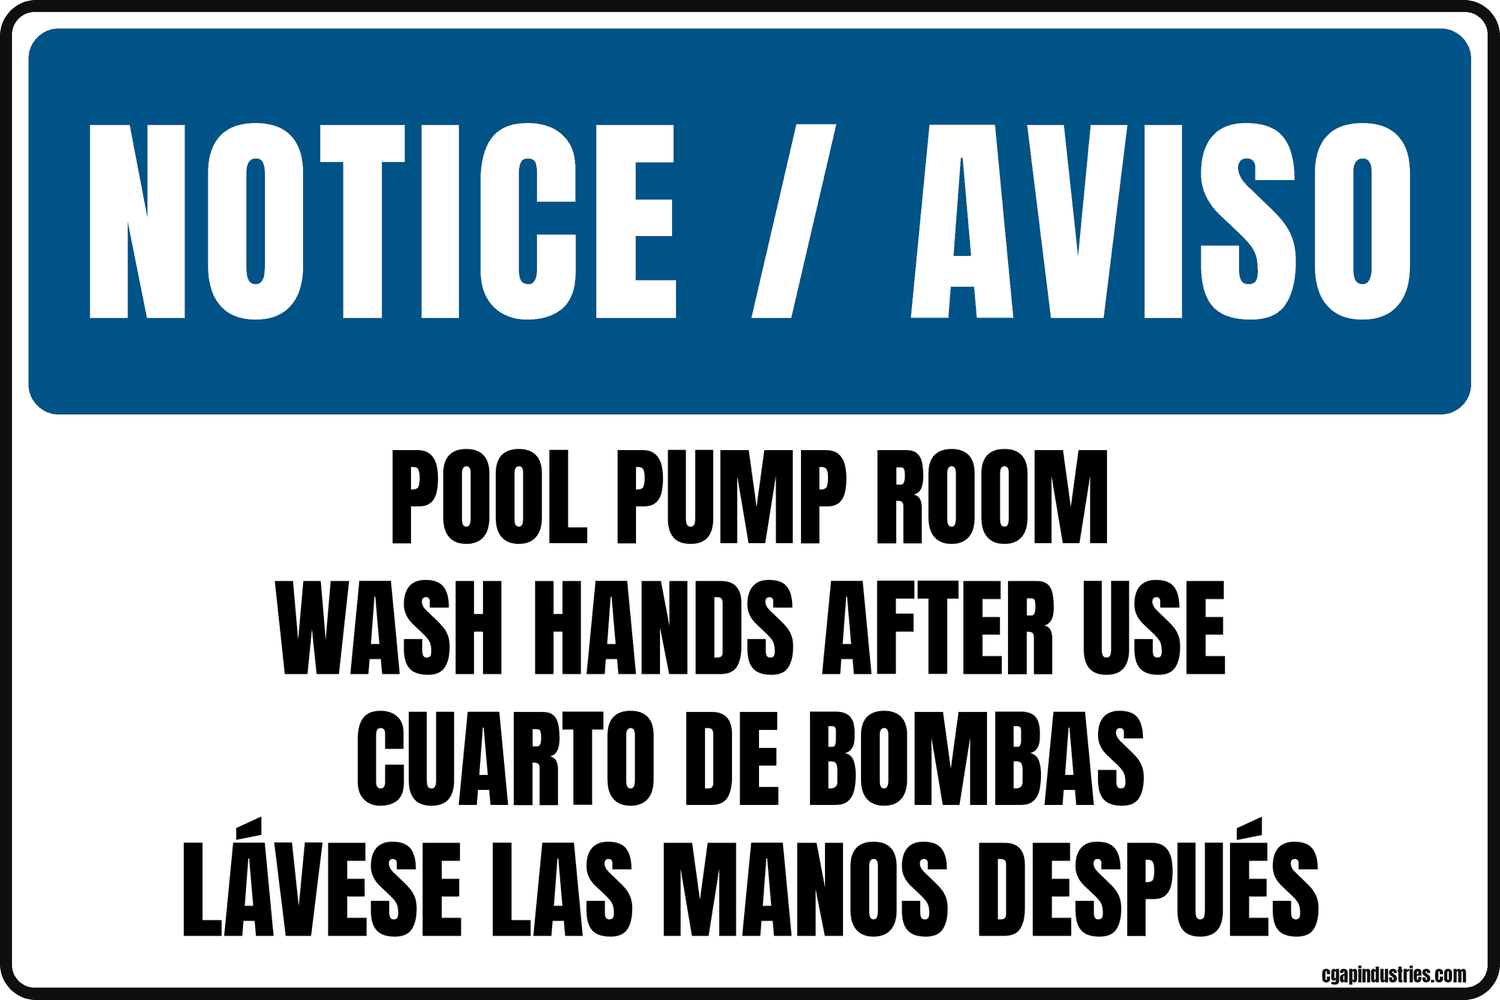 NOTICE / AVISO
POOL PUMP ROOM
WASH HANDS AFTER USE
CUARTO DE BOMBAS
LÁVESE LAS MANOS DESPUÉS
cgapindustries.com